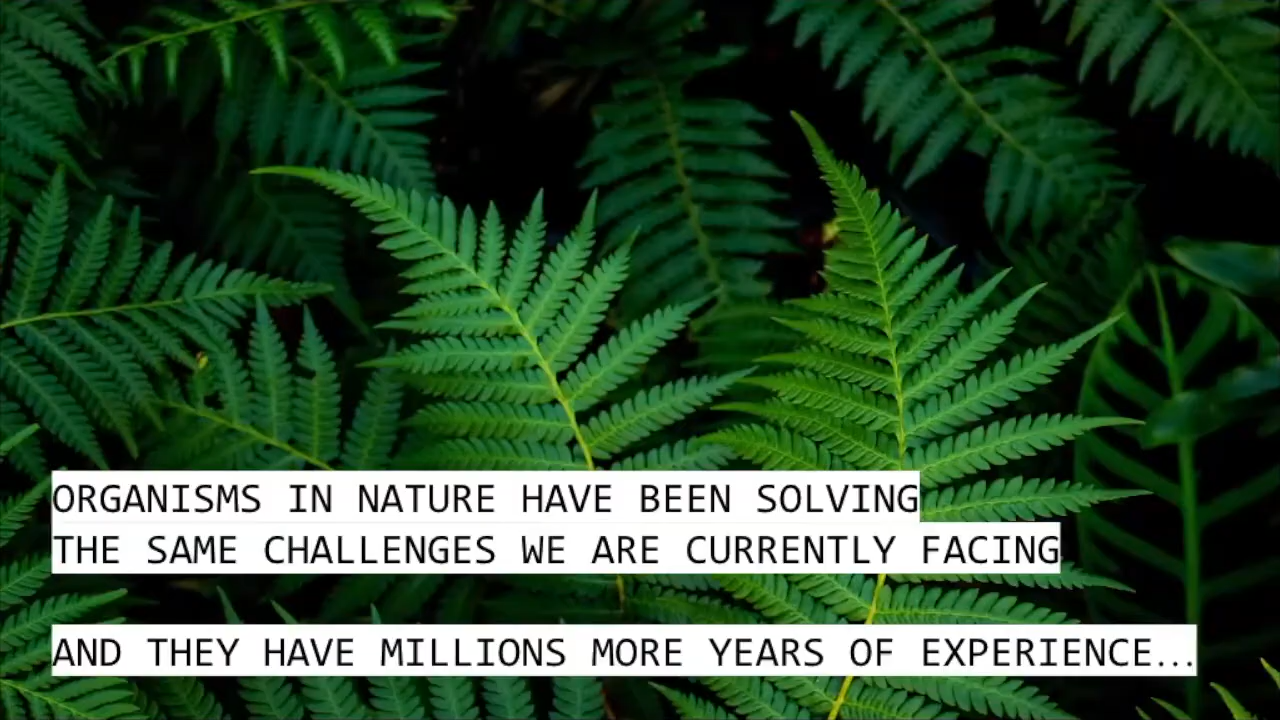 ORGANISMS IN NATURE HAVE BEEN SOLVING
THE SAME CHALLENGES WE ARE CURRENTLY FACING
AND THEY HAVE MILLIONS MORE YEARS OF EXPERIENCE...